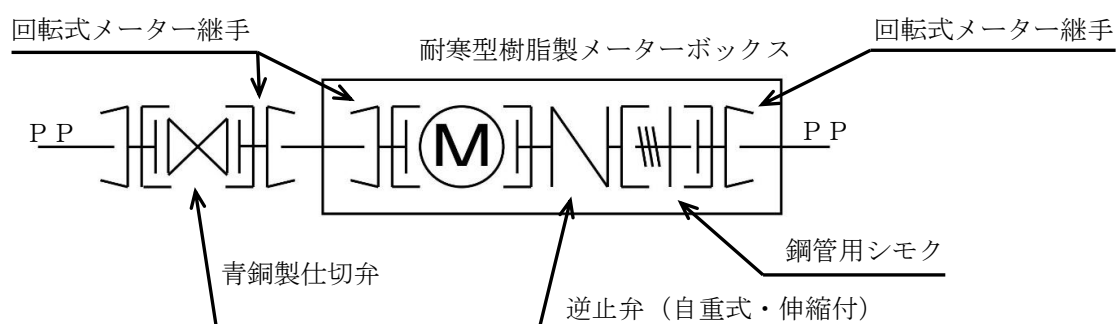 回転式メーター継手
耐寒型樹脂製メーターボックス
回転式メーター継手
ＰＰ
M
ＰＰ
青銅製仕切弁
鋼管用シモク
逆止弁（自重式・伸縮付）